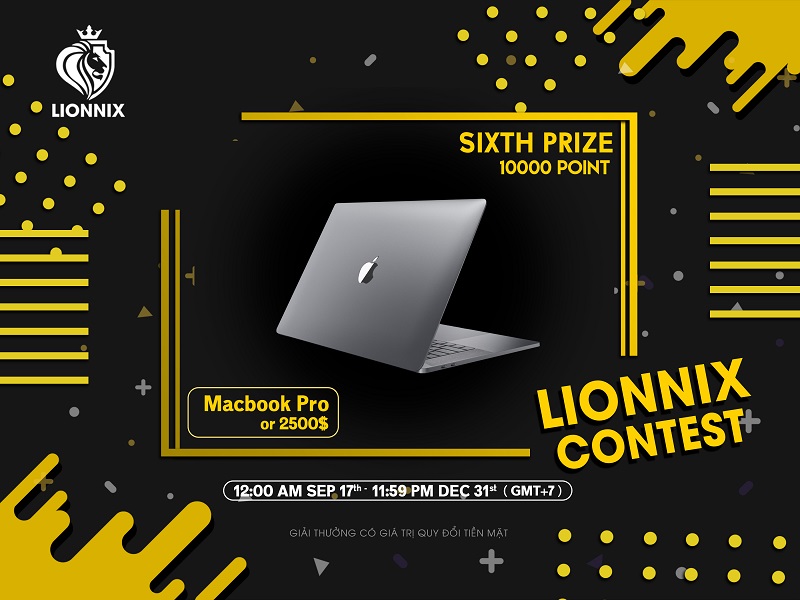 LIONNIX
SIXTH PRIZE
10000 POINT
Macbook Pro
or 2500$
LIONNIX
CONTEST
12:00 AM SEP 17th - 11:59 PM DEC 31st ( GMT+7 )
GIẢI THƯỞNG CÓ GIÁ TRỊ QUY ĐỔI TIỀN MẶT